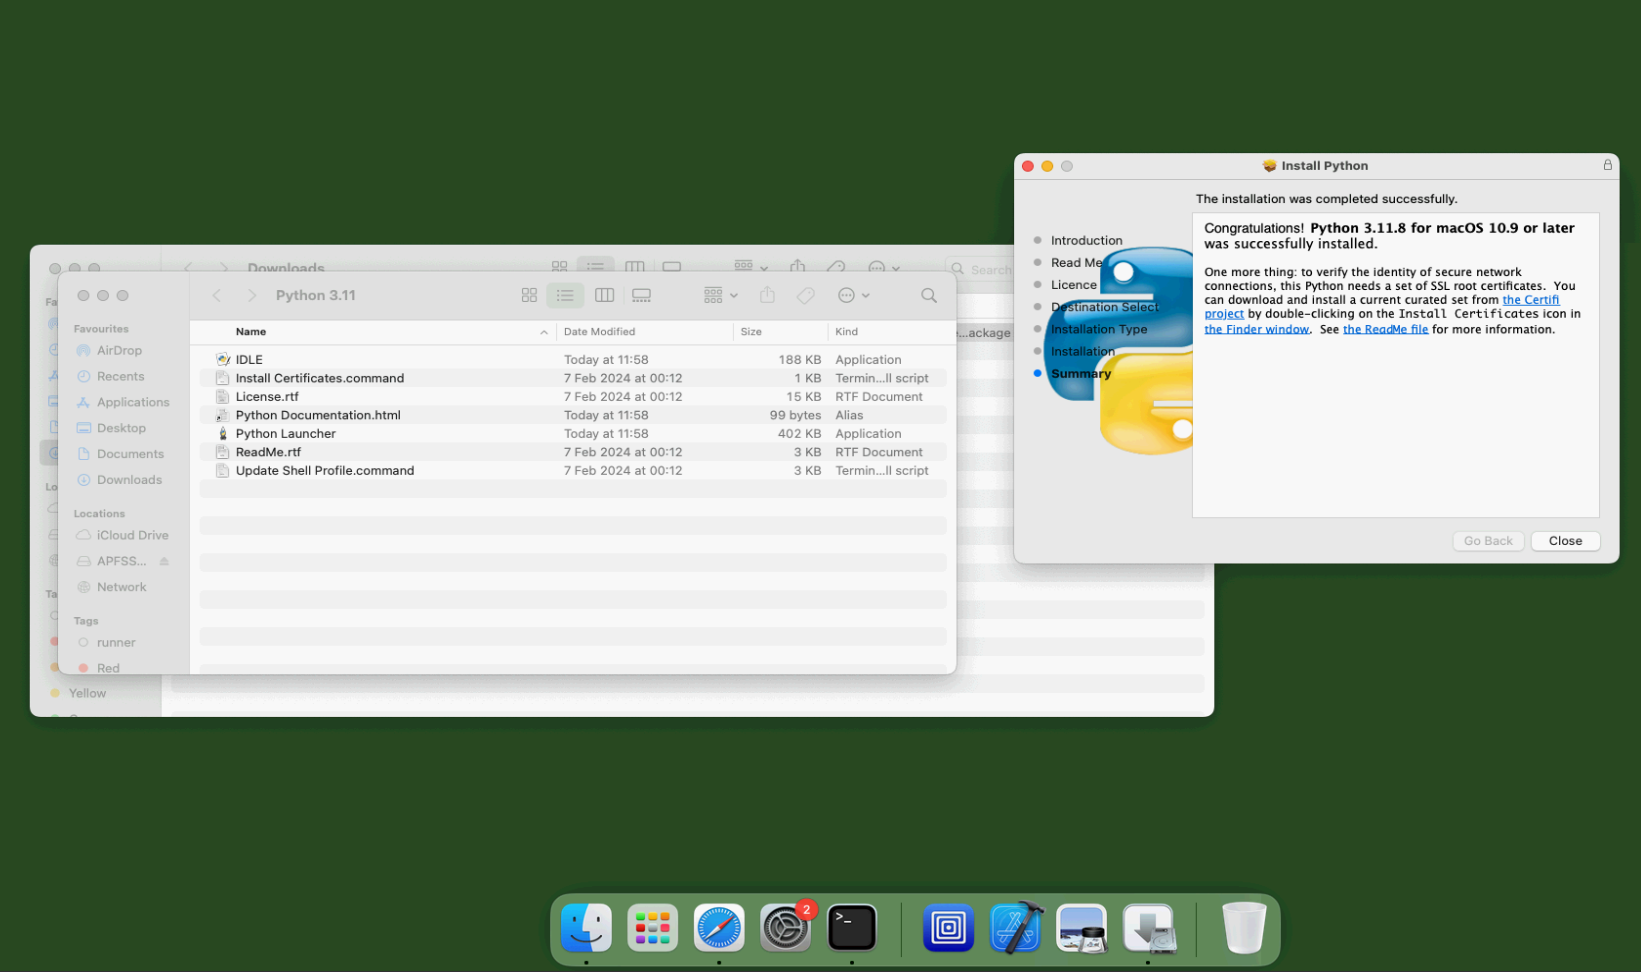 Downloads
Search
Fa
Lo
Ta
Yellow
e...ackage
Python 3.11
Favourites
AirDrop
Recents
Applications
Desktop
Documents
Downloads
Locations
iCloud Drive
APFSS...
Network
Tags
runner
Red
Name Date Modified Size Kind
IDLE Today at 11:58 188 KB Application
Install Certificates.command 7 Feb 2024 at 00:12 1 KB Termin...ll script
License.rtf 7 Feb 2024 at 00:12 15 KB RTF Document
Python Documentation.html Today at 11:58 99 bytes Alias
Python Launcher Today at 11:58 402 KB Application
ReadMe.rtf 7 Feb 2024 at 00:12 3 KB RTF Document
Update Shell Profile.command 7 Feb 2024 at 00:12 3 KB Termin...ll script
Install Python
The installation was completed successfully.
Introduction
Read Me
Licence
Destination Select
Installation Type
Installation
Summary
Congratulations! Python 3.11.8 for macOS 10.9 or later
was successfully installed.
One more thing: to verify the identity of secure network
connections, this Python needs a set of SSL root certificates. You
can download and install a current curated set from the Certifi
project by double-clicking on the Install Certificates icon in
the Finder window. See the ReadMe file for more information.
Go Back Close
2
>_